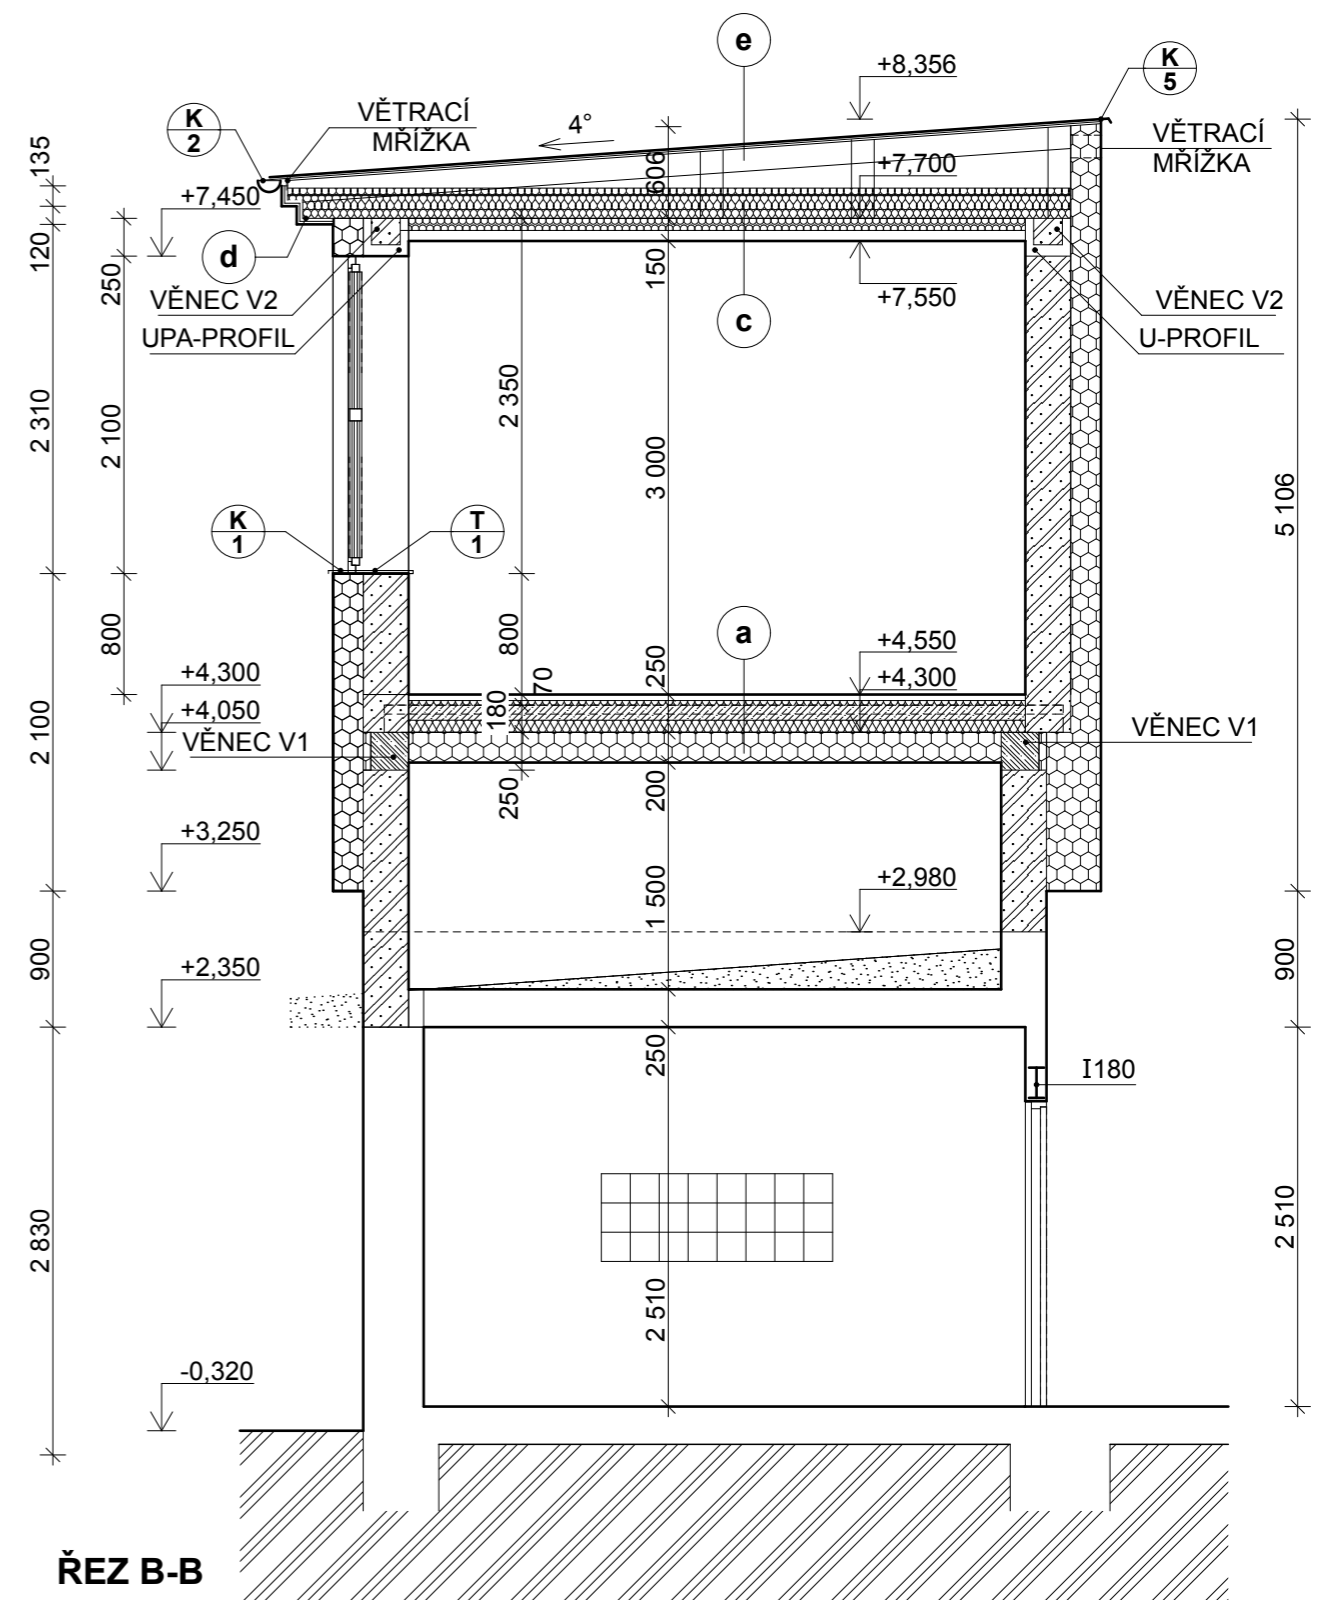 e
+8,356
K
5
K
2
VĚTRACÍ
MŘÍŽKA
4°
VĚTRACÍ
MŘÍŽKA
135
+7,450
606
+7,700
120
d
250
150
+7,550
VĚNEC V2
c
VĚNEC V2
UPA-PROFIL
U-PROFIL
2 310
2 100
2 350
3 000
5 106
K
1
T
1
800
800
a
+4,550
250
+4,300
+4,300
70
180
+4,050
2 100
VĚNEC V1
VĚNEC V1
250
200
+3,250
+2,980
1 500
900
900
+2,350
250
I180
2 830
2 510
2 510
-0,320
ŘEZ B-B